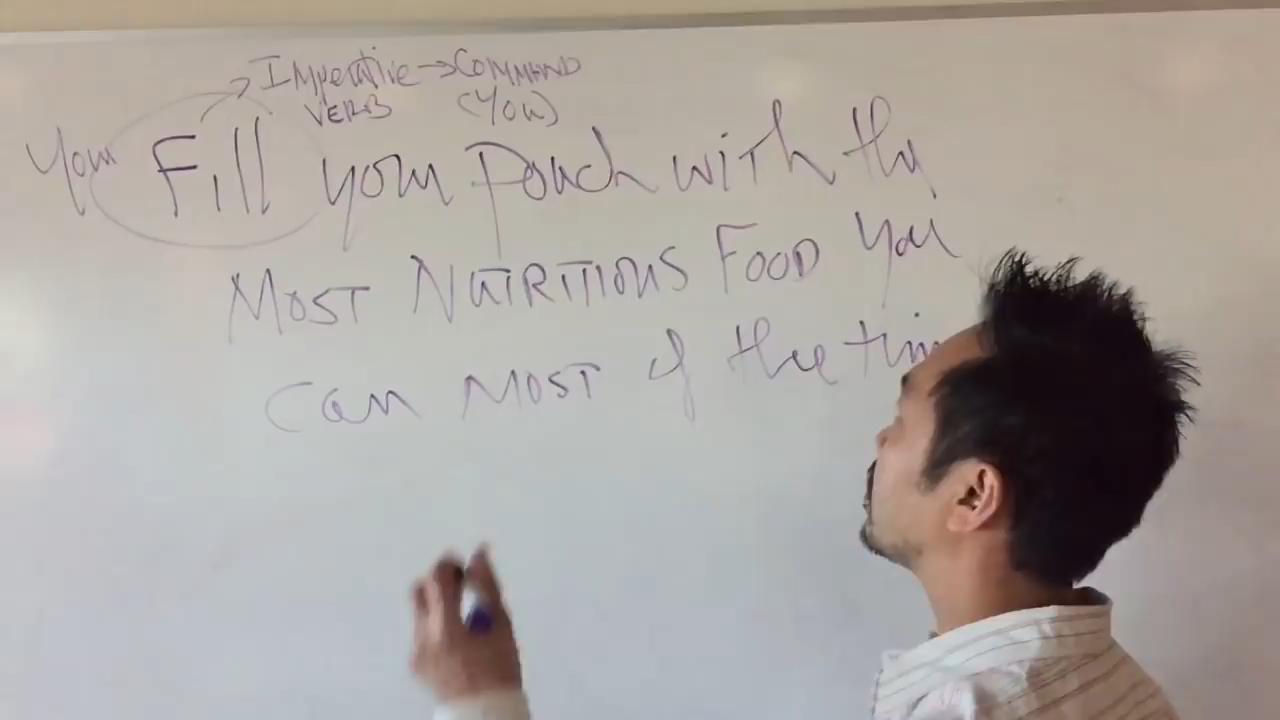 Imperative → COMMAND
VERB (YOU)
You Fill your pouch with the
MOST NUTRITIOUS FOOD you
can MOST of the tim